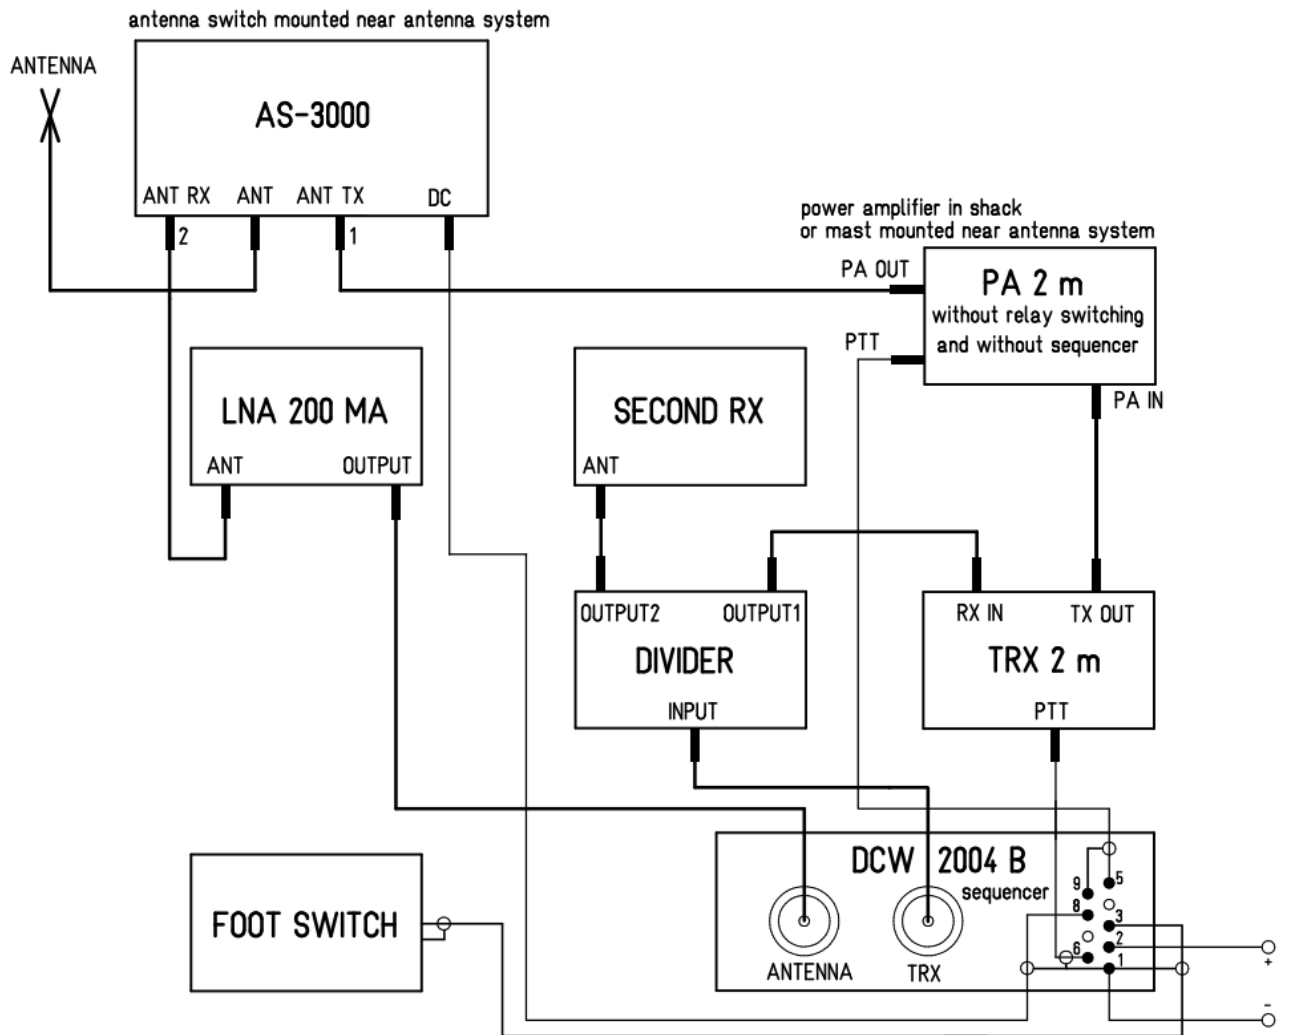 antenna switch mounted near antenna system
ANTENNA
AS-3000
ANT RX ANT ANT TX DC
2 1
power amplifier in shack
or mast mounted near antenna system
PA OUT
PA 2 m
without relay switching
and without sequencer
PTT
PA IN
LNA 200 MA
ANT OUTPUT
SECOND RX
ANT
OUTPUT2 OUTPUT1
DIVIDER
INPUT
RX IN TX OUT
TRX 2 m
PTT
FOOT SWITCH
DCW 2004 B
sequencer
ANTENNA TRX
9 5
8 3
2
6 1
+
-